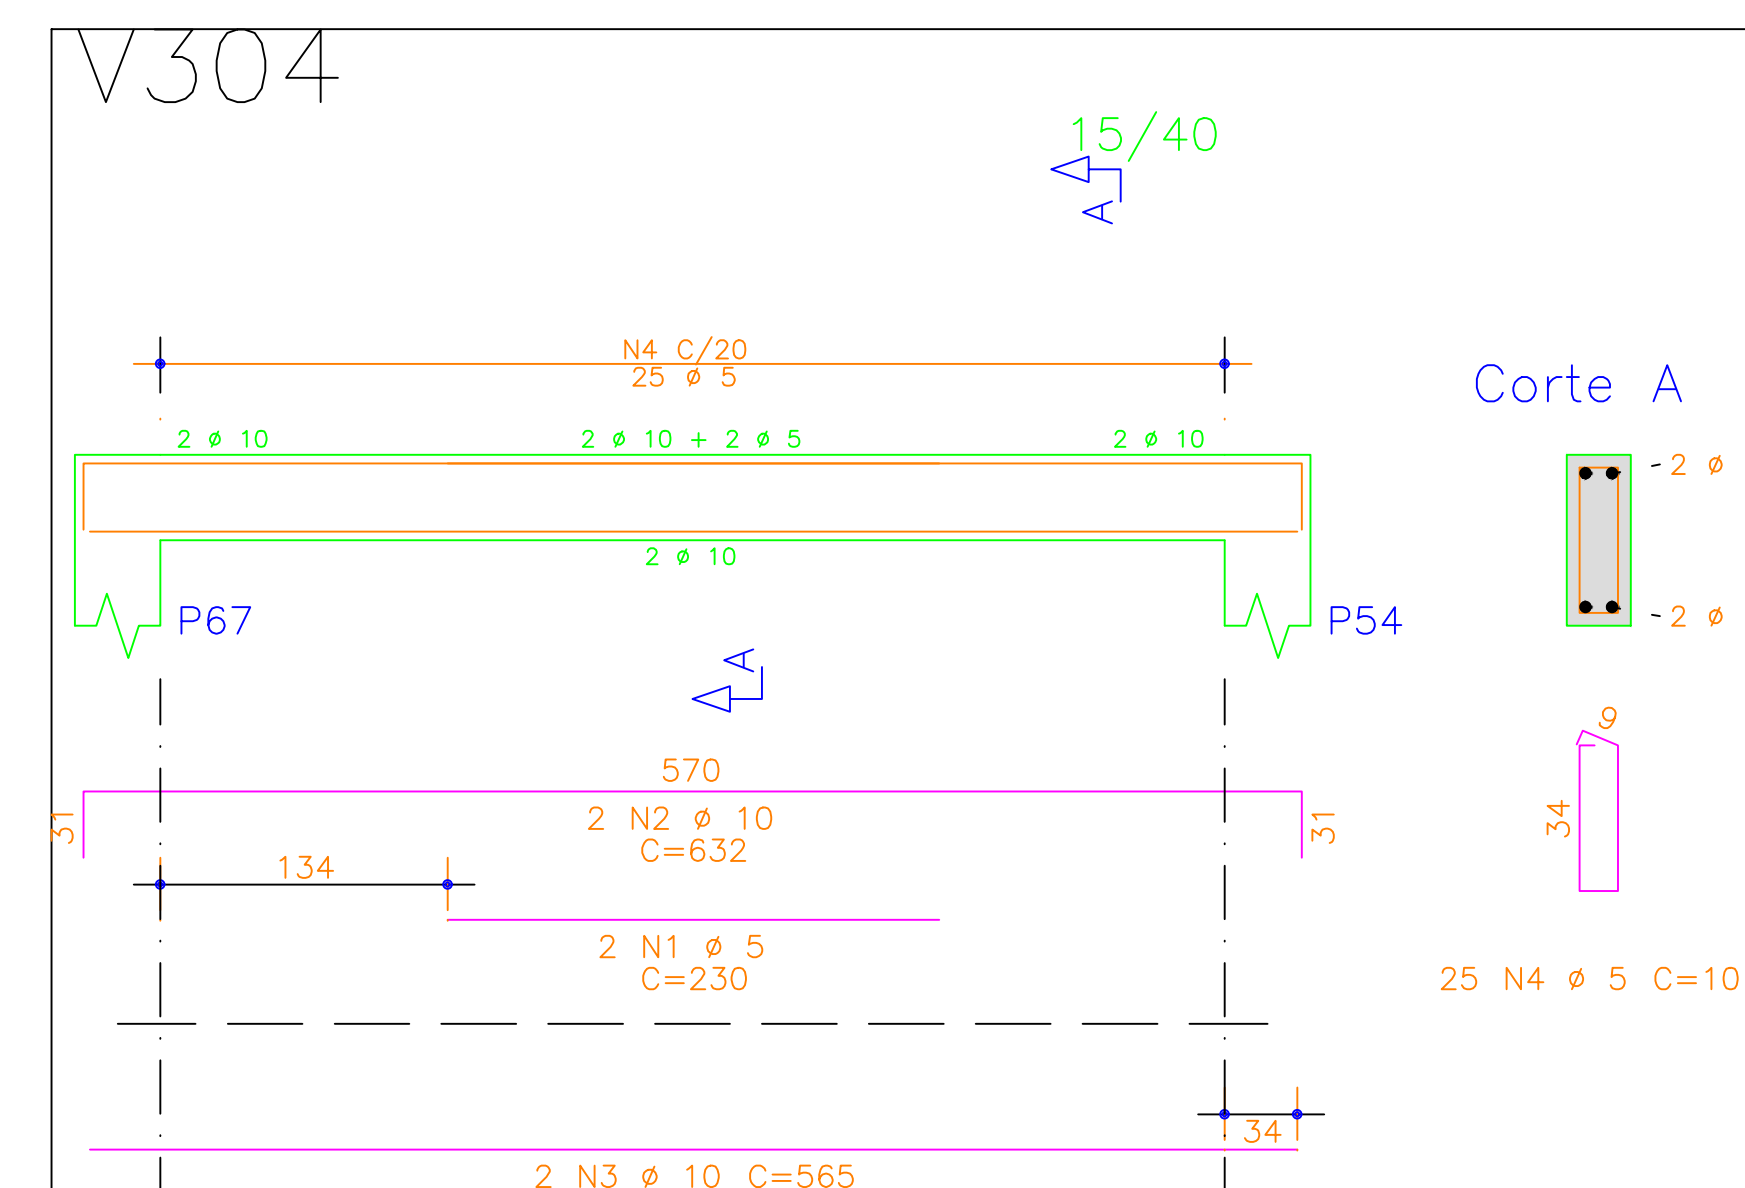 V304
15/40
A
N4 C/20
25 ø 5
Corte A
2 ø 10
2 ø 10 + 2 ø 5
2 ø 10
2 ø
2 ø 10
2 ø
P67
P54
A
9
570
31
2 N2 ø 10
31
34
C=632
134
2 N1 ø 5
C=230
25 N4 ø 5 C=10
34
2 N3 ø 10 C=565